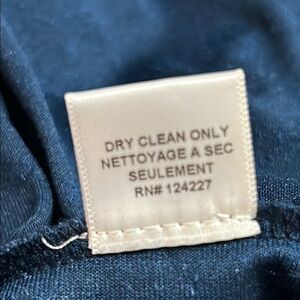 DRY CLEAN ONLY
NETTOYAGE A SEC
SEULEMENT
RN# 124227